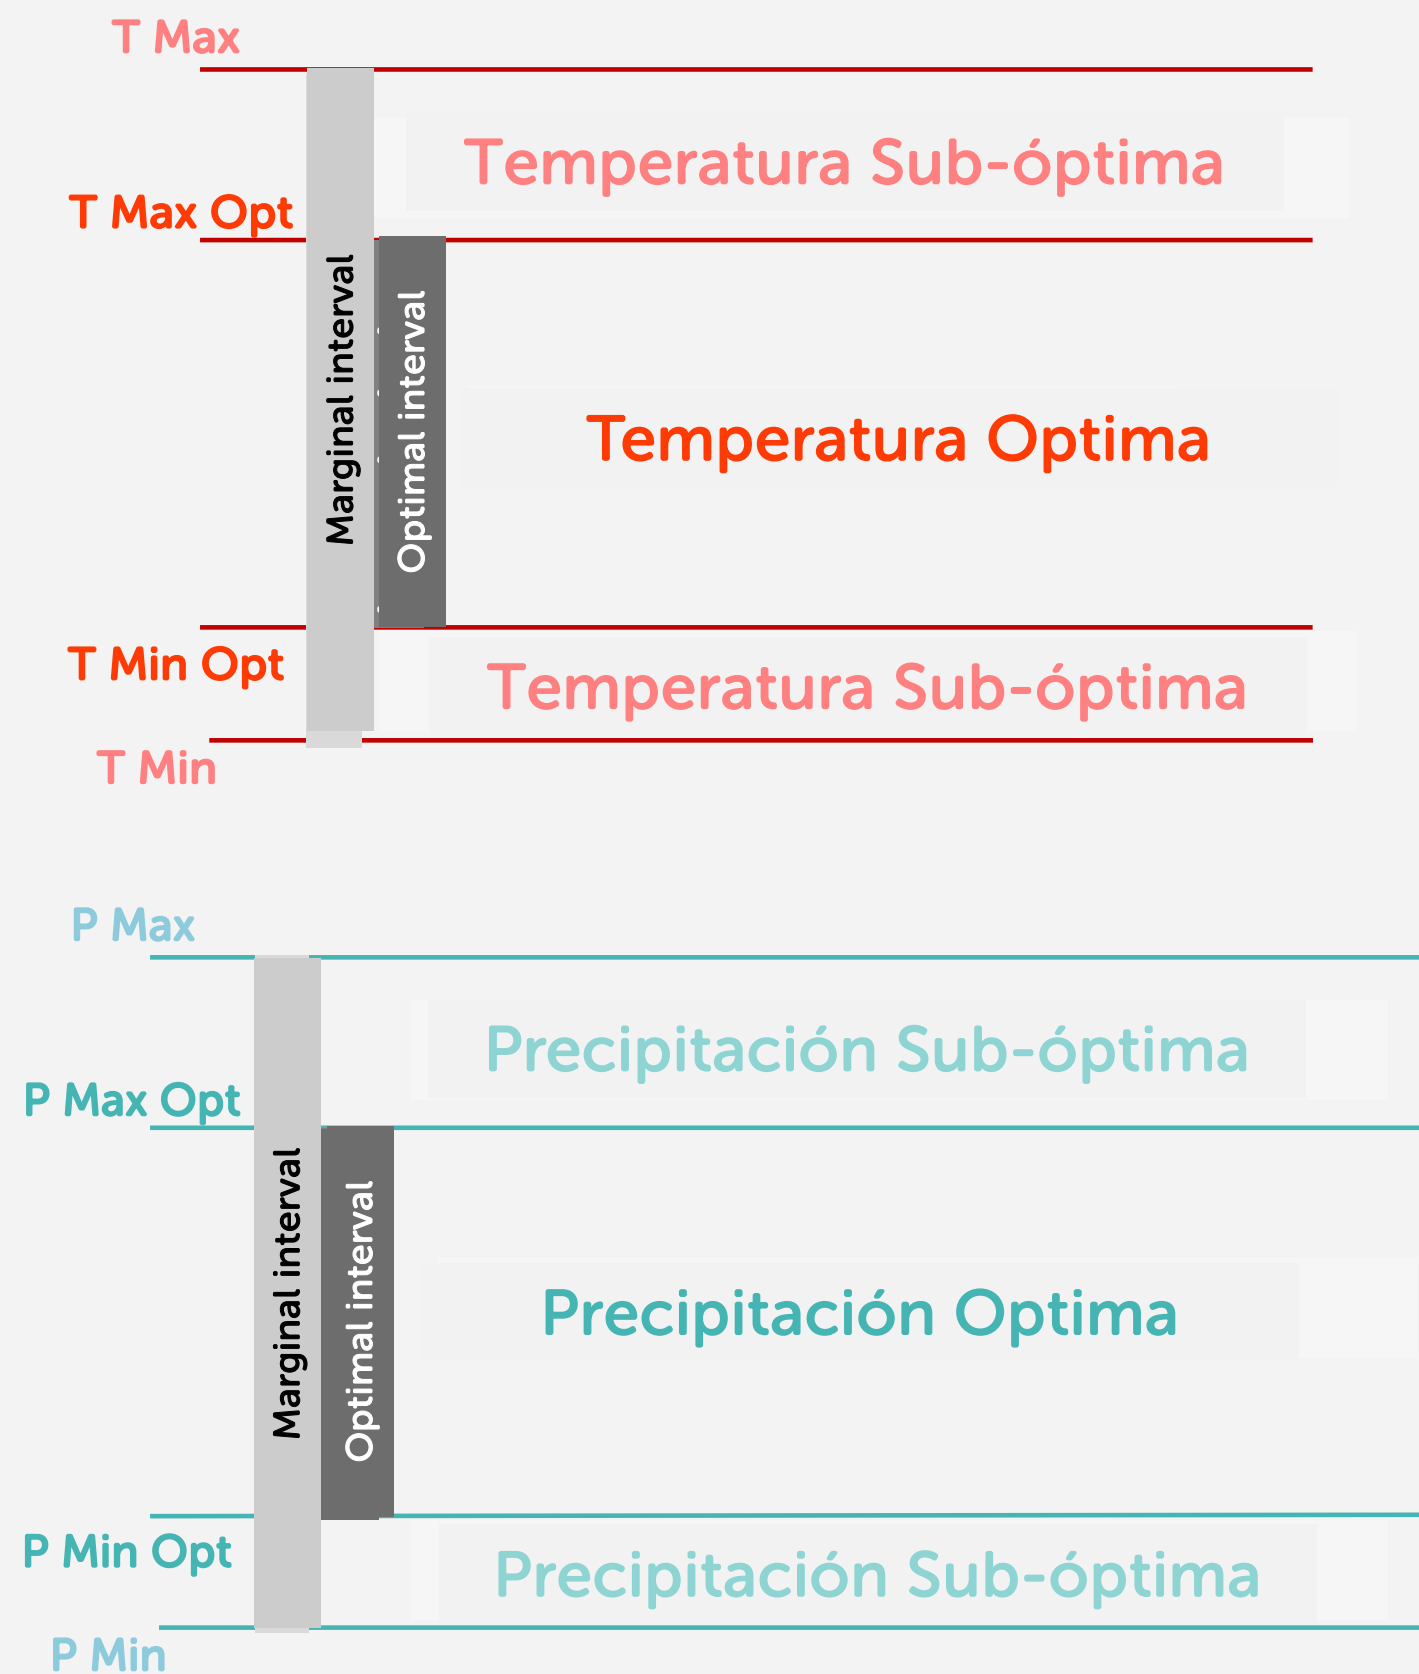 T Max
Temperatura Sub-óptima
T Max Opt
Marginal interval
Optimal interval
Temperatura Optima
T Min Opt
Temperatura Sub-óptima
T Min
P Max
Precipitación Sub-óptima
P Max Opt
Marginal interval
Optimal interval
Precipitación Optima
P Min Opt
Precipitación Sub-óptima
P Min